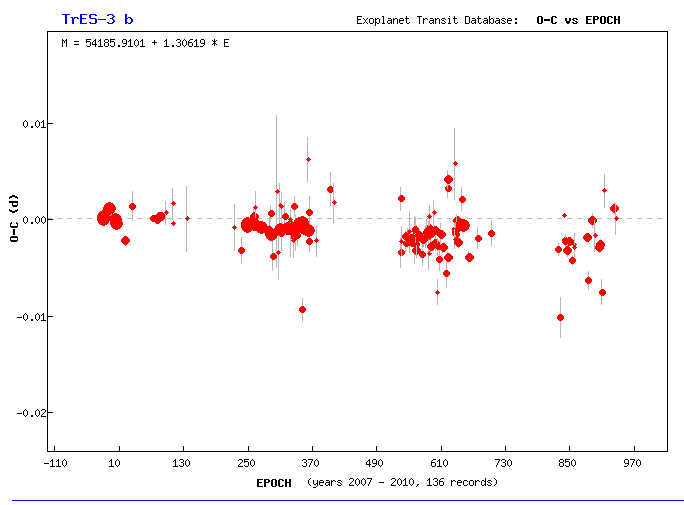 TrES-3 b
Exoplanet Transit Database: O-C vs EPOCH
M = 54185.9101 + 1.30619 * E
0.01
0.00
-0.01
-0.02
O-C (d)
-110 10 130 250 370 490 610 730 850 970
EPOCH (years 2007 - 2010, 136 records)